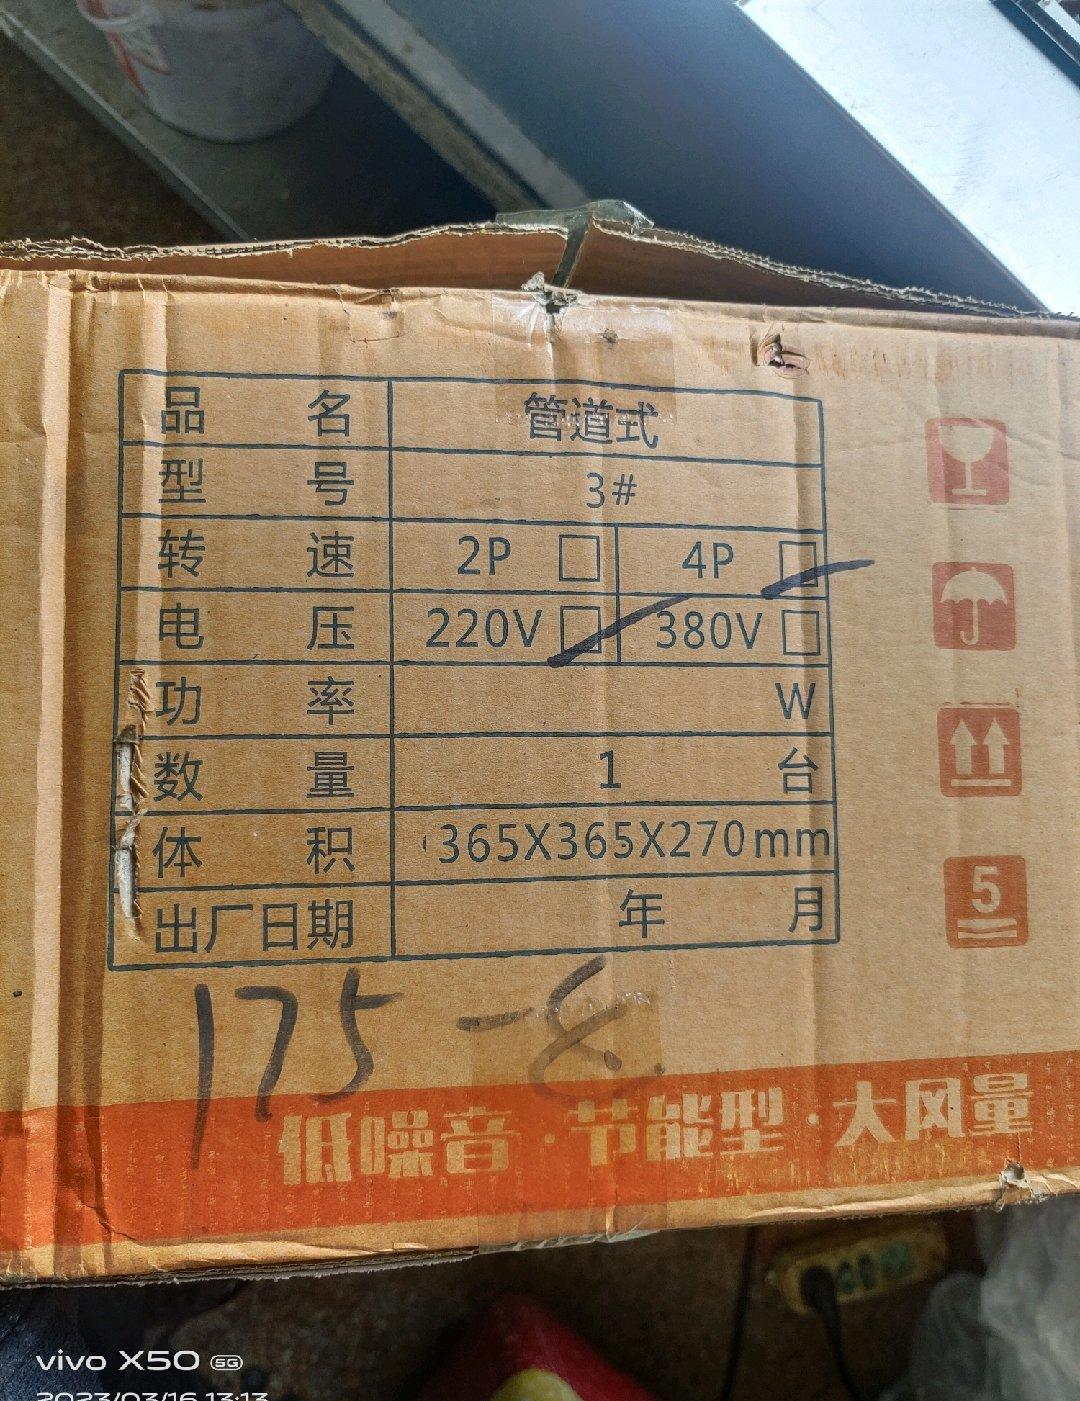 品 名 管道式
型 号 3#
转 速 2P □ 4P □
电 压 220V □ 380V □
功 率 W
数 量 1 台
体 积 365X365X270mm
出厂日期 年 月
5
175-8.
低噪音·节能型·大风量
vivo X50 5G
2023/03/16 13:13